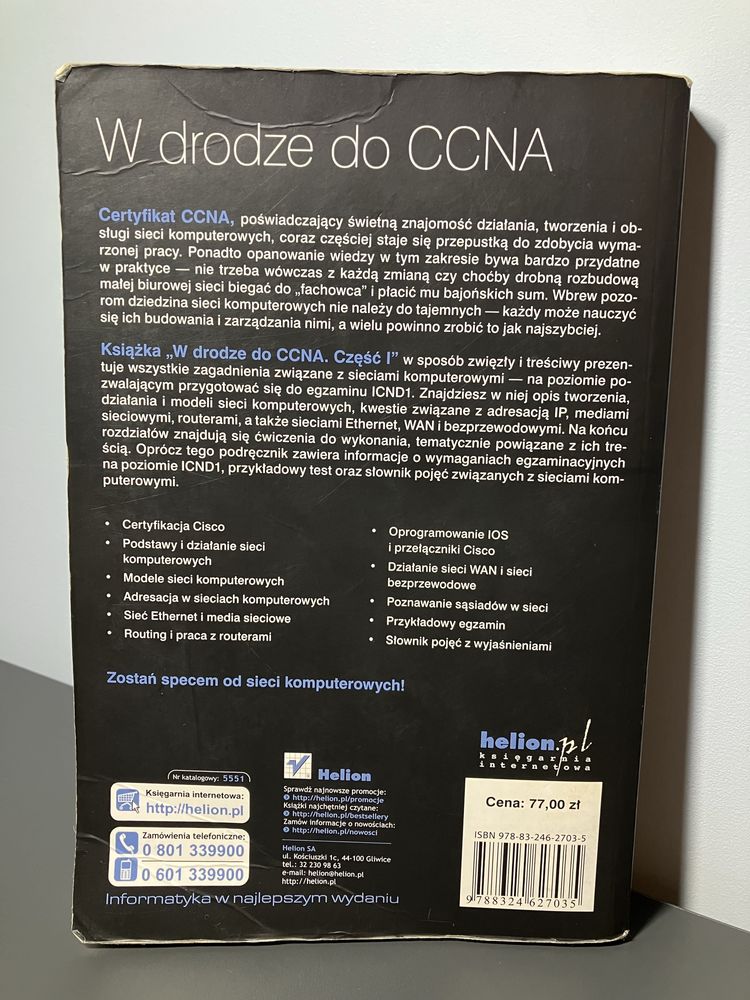 W drodze do CCNA
Certyfikat CCNA, poświadczający świetną znajomość działania, tworzenia i ob-
sługi sieci komputerowych, coraz częściej staje się przepustką do zdobycia wyma-
rzonej pracy. Ponadto opanowanie wiedzy w tym zakresie bywa bardzo przydatne
w praktyce — nie trzeba wówczas z każdą zmianą czy choćby drobną rozbudową
małej biurowej sieci biegać do „fachowca” i płacić mu bajońskich sum. Wbrew pozo-
rom dziedzina sieci komputerowych nie należy do tajemnych — każdy może nauczyć
się ich budowania i zarządzania nimi, a wielu powinno zrobić to jak najszybciej.
Książka „W drodze do CCNA. Część I” w sposób zwięzły i treściwy prezen-
tuje wszystkie zagadnienia związane z sieciami komputerowymi — na poziomie po-
zwalającym przygotować się do egzaminu ICND1. Znajdziesz w niej opis tworzenia,
działania i modeli sieci komputerowych, kwestie związane z adresacją IP, mediami
sieciowymi, routerami, a także sieciami Ethernet, WAN i bezprzewodowymi. Na końcu
rozdziałów znajdują się ćwiczenia do wykonania, tematycznie powiązane z ich tre-
ścią. Oprócz tego podręcznik zawiera informacje o wymaganiach egzaminacyjnych
na poziomie ICND1, przykładowy test oraz słownik pojęć związanych z sieciami kom-
puterowymi.
• Certyfikacja Cisco
• Podstawy i działanie sieci
komputerowych
• Modele sieci komputerowych
• Adresacja w sieciach komputerowych
• Sieć Ethernet i media sieciowe
• Routing i praca z routerami
• Oprogramowanie IOS
i przełączniki Cisco
• Działanie sieci WAN i sieci
bezprzewodowe
• Poznawanie sąsiadów w sieci
• Przykładowy egzamin
• Słownik pojęć z wyjaśnieniami
Zostań specem od sieci komputerowych!
Nr katalogowy: 5551
Księgarnia internetowa:
http://helion.pl
Zamówienia telefoniczne:
0 801 339900
0 601 339900
Helion
Sprawdź najnowsze promocje:
http://helion.pl/promocje
Książki najchętniej czytane:
http://helion.pl/bestsellery
Zamów informacje o nowościach:
http://helion.pl/nowosci
Helion SA
ul. Kościuszki 1c, 44-100 Gliwice
tel.: 32 230 98 63
e-mail: helion@helion.pl
http://helion.pl
Informatyka w najlepszym wydaniu
helion.pl
księgarnia
internetowa
Cena: 77,00 zł
ISBN 978-83-246-2703-5
9 788324 627035